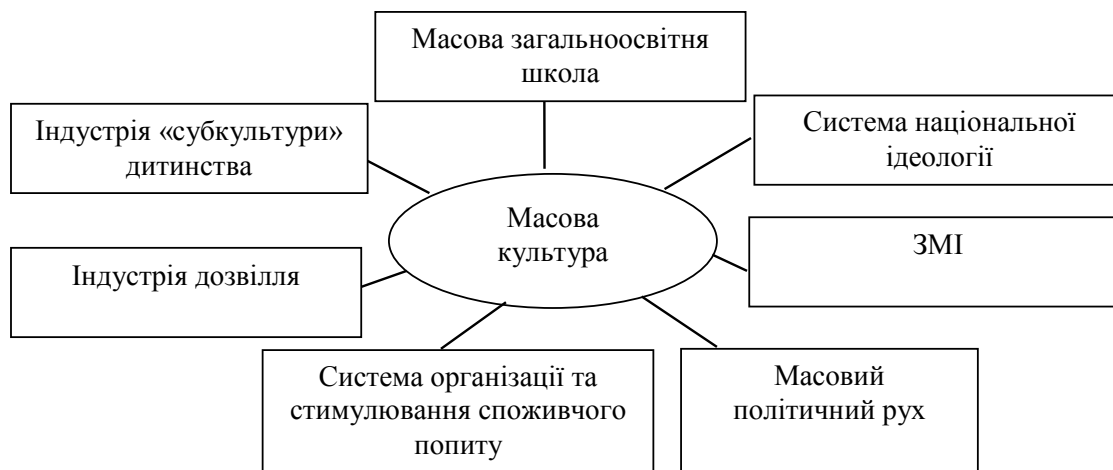 Масова загальноосвітня
школа
Індустрія «субкультури»
дитинства
Система національної
ідеології
Масова
культура
Індустрія дозвілля
ЗМІ
Система організації та
стимулювання споживчого
попиту
Масовий
політичний рух